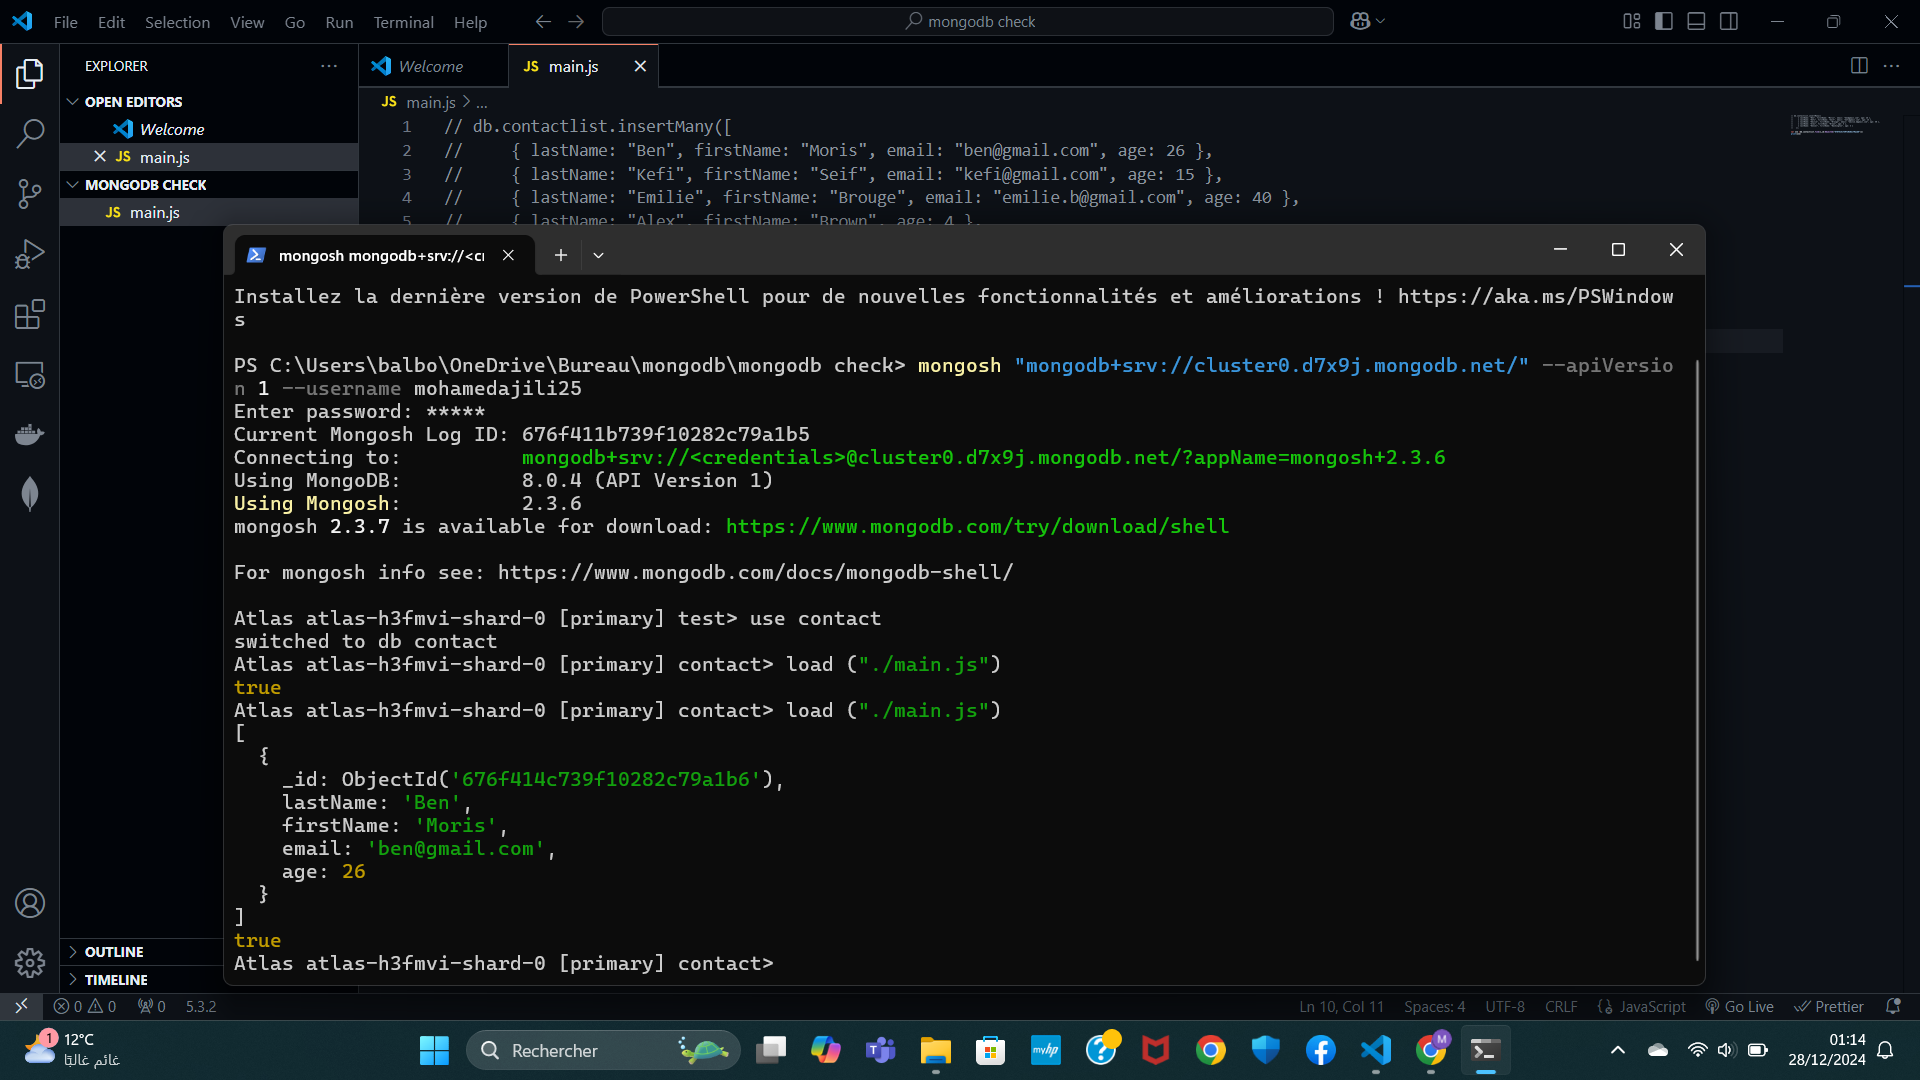 File Edit Selection View Go Run Terminal Help
mongodb check
EXPLORER
OPEN EDITORS
Welcome
main.js
MONGODB CHECK
main.js
OUTLINE
TIMELINE
Welcome
JS main.js
JS main.js > ...
1 // db.contactlist.insertMany([
2 //     { lastName: "Ben", firstName: "Moris", email: "ben@gmail.com", age: 26 },
3 //     { lastName: "Kefi", firstName: "Seif", email: "kefi@gmail.com", age: 15 },
4 //     { lastName: "Emilie", firstName: "Brouge", email: "emilie.b@gmail.com", age: 40 },
5 //     { lastName: "Alex", firstName: "Brown", age: 4 },
mongosh mongodb+srv://<cr
Installez la dernière version de PowerShell pour de nouvelles fonctionnalités et améliorations ! https://aka.ms/PSWindow
s
PS C:\Users\balbo\OneDrive\Bureau\mongodb\mongodb check> mongosh "mongodb+srv://cluster0.d7x9j.mongodb.net/" --apiVersio
n 1 --username mohamedajili25
Enter password: *****
Current Mongosh Log ID: 676f411b739f10282c79a1b5
Connecting to:          mongodb+srv://<credentials>@cluster0.d7x9j.mongodb.net/?appName=mongosh+2.3.6
Using MongoDB:          8.0.4 (API Version 1)
Using Mongosh:          2.3.6
mongosh 2.3.7 is available for download: https://www.mongodb.com/try/download/shell
For mongosh info see: https://www.mongodb.com/docs/mongodb-shell/
Atlas atlas-h3fmvi-shard-0 [primary] test> use contact
switched to db contact
Atlas atlas-h3fmvi-shard-0 [primary] contact> load ("./main.js")
true
Atlas atlas-h3fmvi-shard-0 [primary] contact> load ("./main.js")
[
  {
    _id: ObjectId('676f414c739f10282c79a1b6'),
    lastName: 'Ben',
    firstName: 'Moris',
    email: 'ben@gmail.com',
    age: 26
  }
]
true
Atlas atlas-h3fmvi-shard-0 [primary] contact>
0 0 0 5.3.2
Ln 10, Col 11 Spaces: 4 UTF-8 CRLF {} JavaScript Go Live Prettier
1
12°C
غائم غالبًا
Rechercher
myhp
M
01:14
28/12/2024